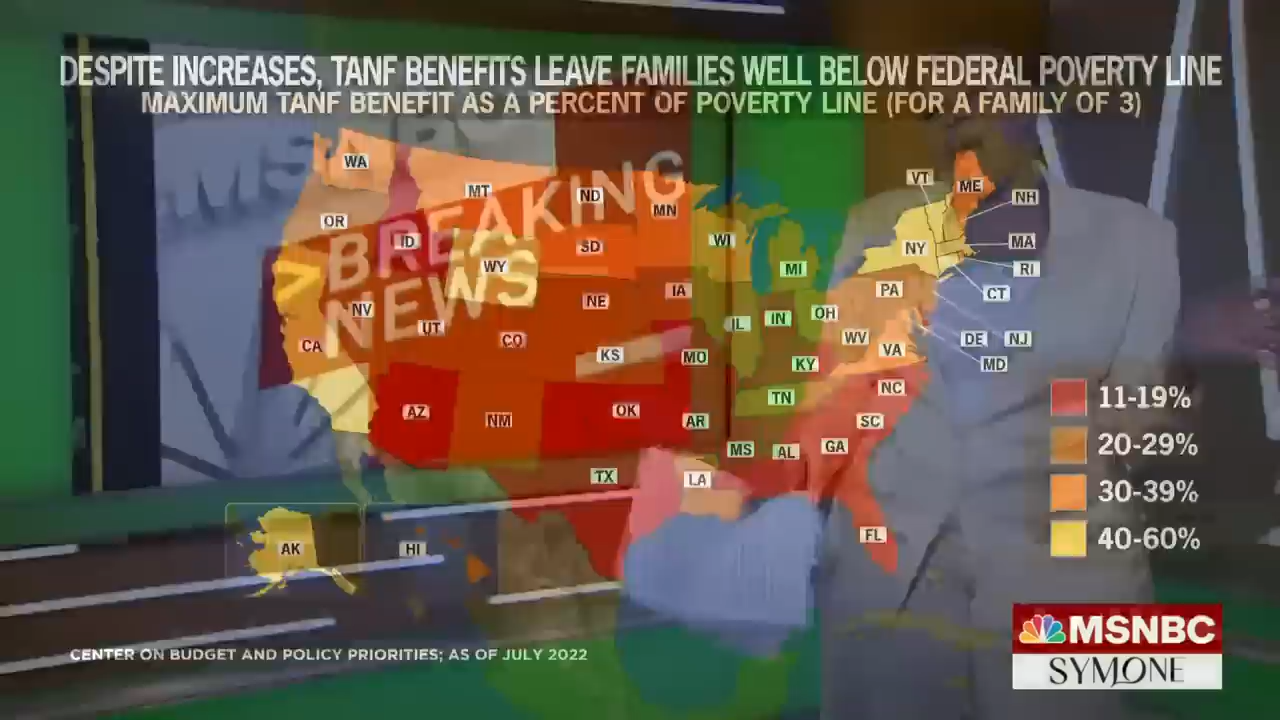 DESPITE INCREASES, TANF BENEFITS LEAVE FAMILIES WELL BELOW FEDERAL POVERTY LINE
MAXIMUM TANF BENEFIT AS A PERCENT OF POVERTY LINE (FOR A FAMILY OF 3)
BREAKING
NEWS
WA
MT
ND
MN
OR
ID
WY
SD
WI
MI
VT
ME
NH
NY
MA
RI
CT
PA
NV
UT
CO
NE
IA
IL
IN
OH
WV
VA
DE
NJ
MD
CA
KS
MO
KY
NC
TN
SC
AZ
NM
OK
AR
MS
AL
GA
TX
LA
FL
AK
HI
11-19%
20-29%
30-39%
40-60%
CENTER ON BUDGET AND POLICY PRIORITIES; AS OF JULY 2022
MSNBC
SYMONE